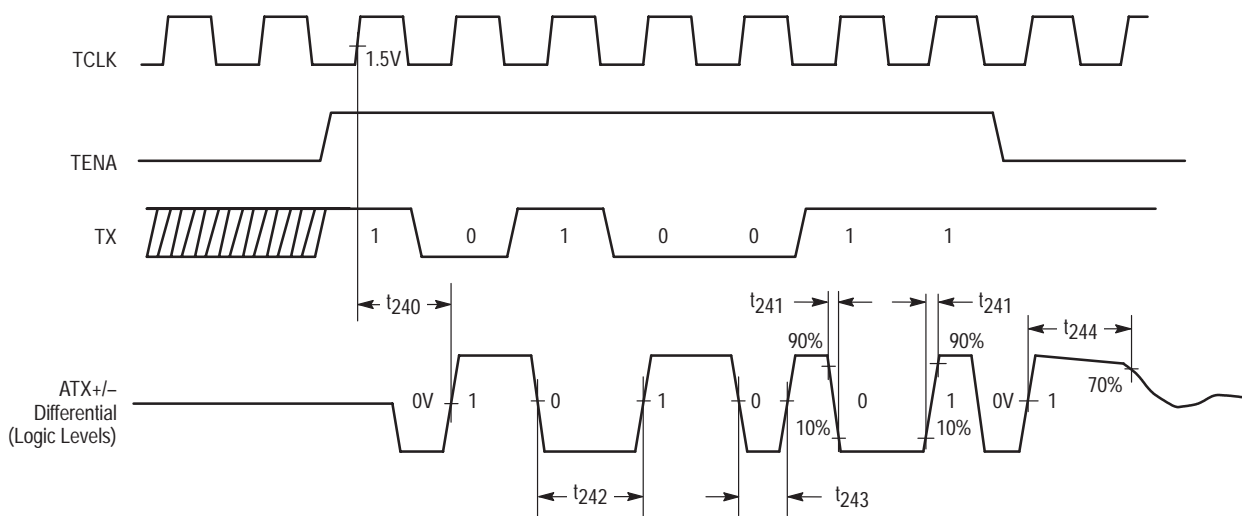 TCLK
1.5V
TENA
TX
1 0 1 0 0 1 1
t240
t241
t241
t244
90%
90%
70%
ATX+/–
Differential
(Logic Levels)
0V 1 0 1 0 0 1 0V 1
10%
10%
t242
t243